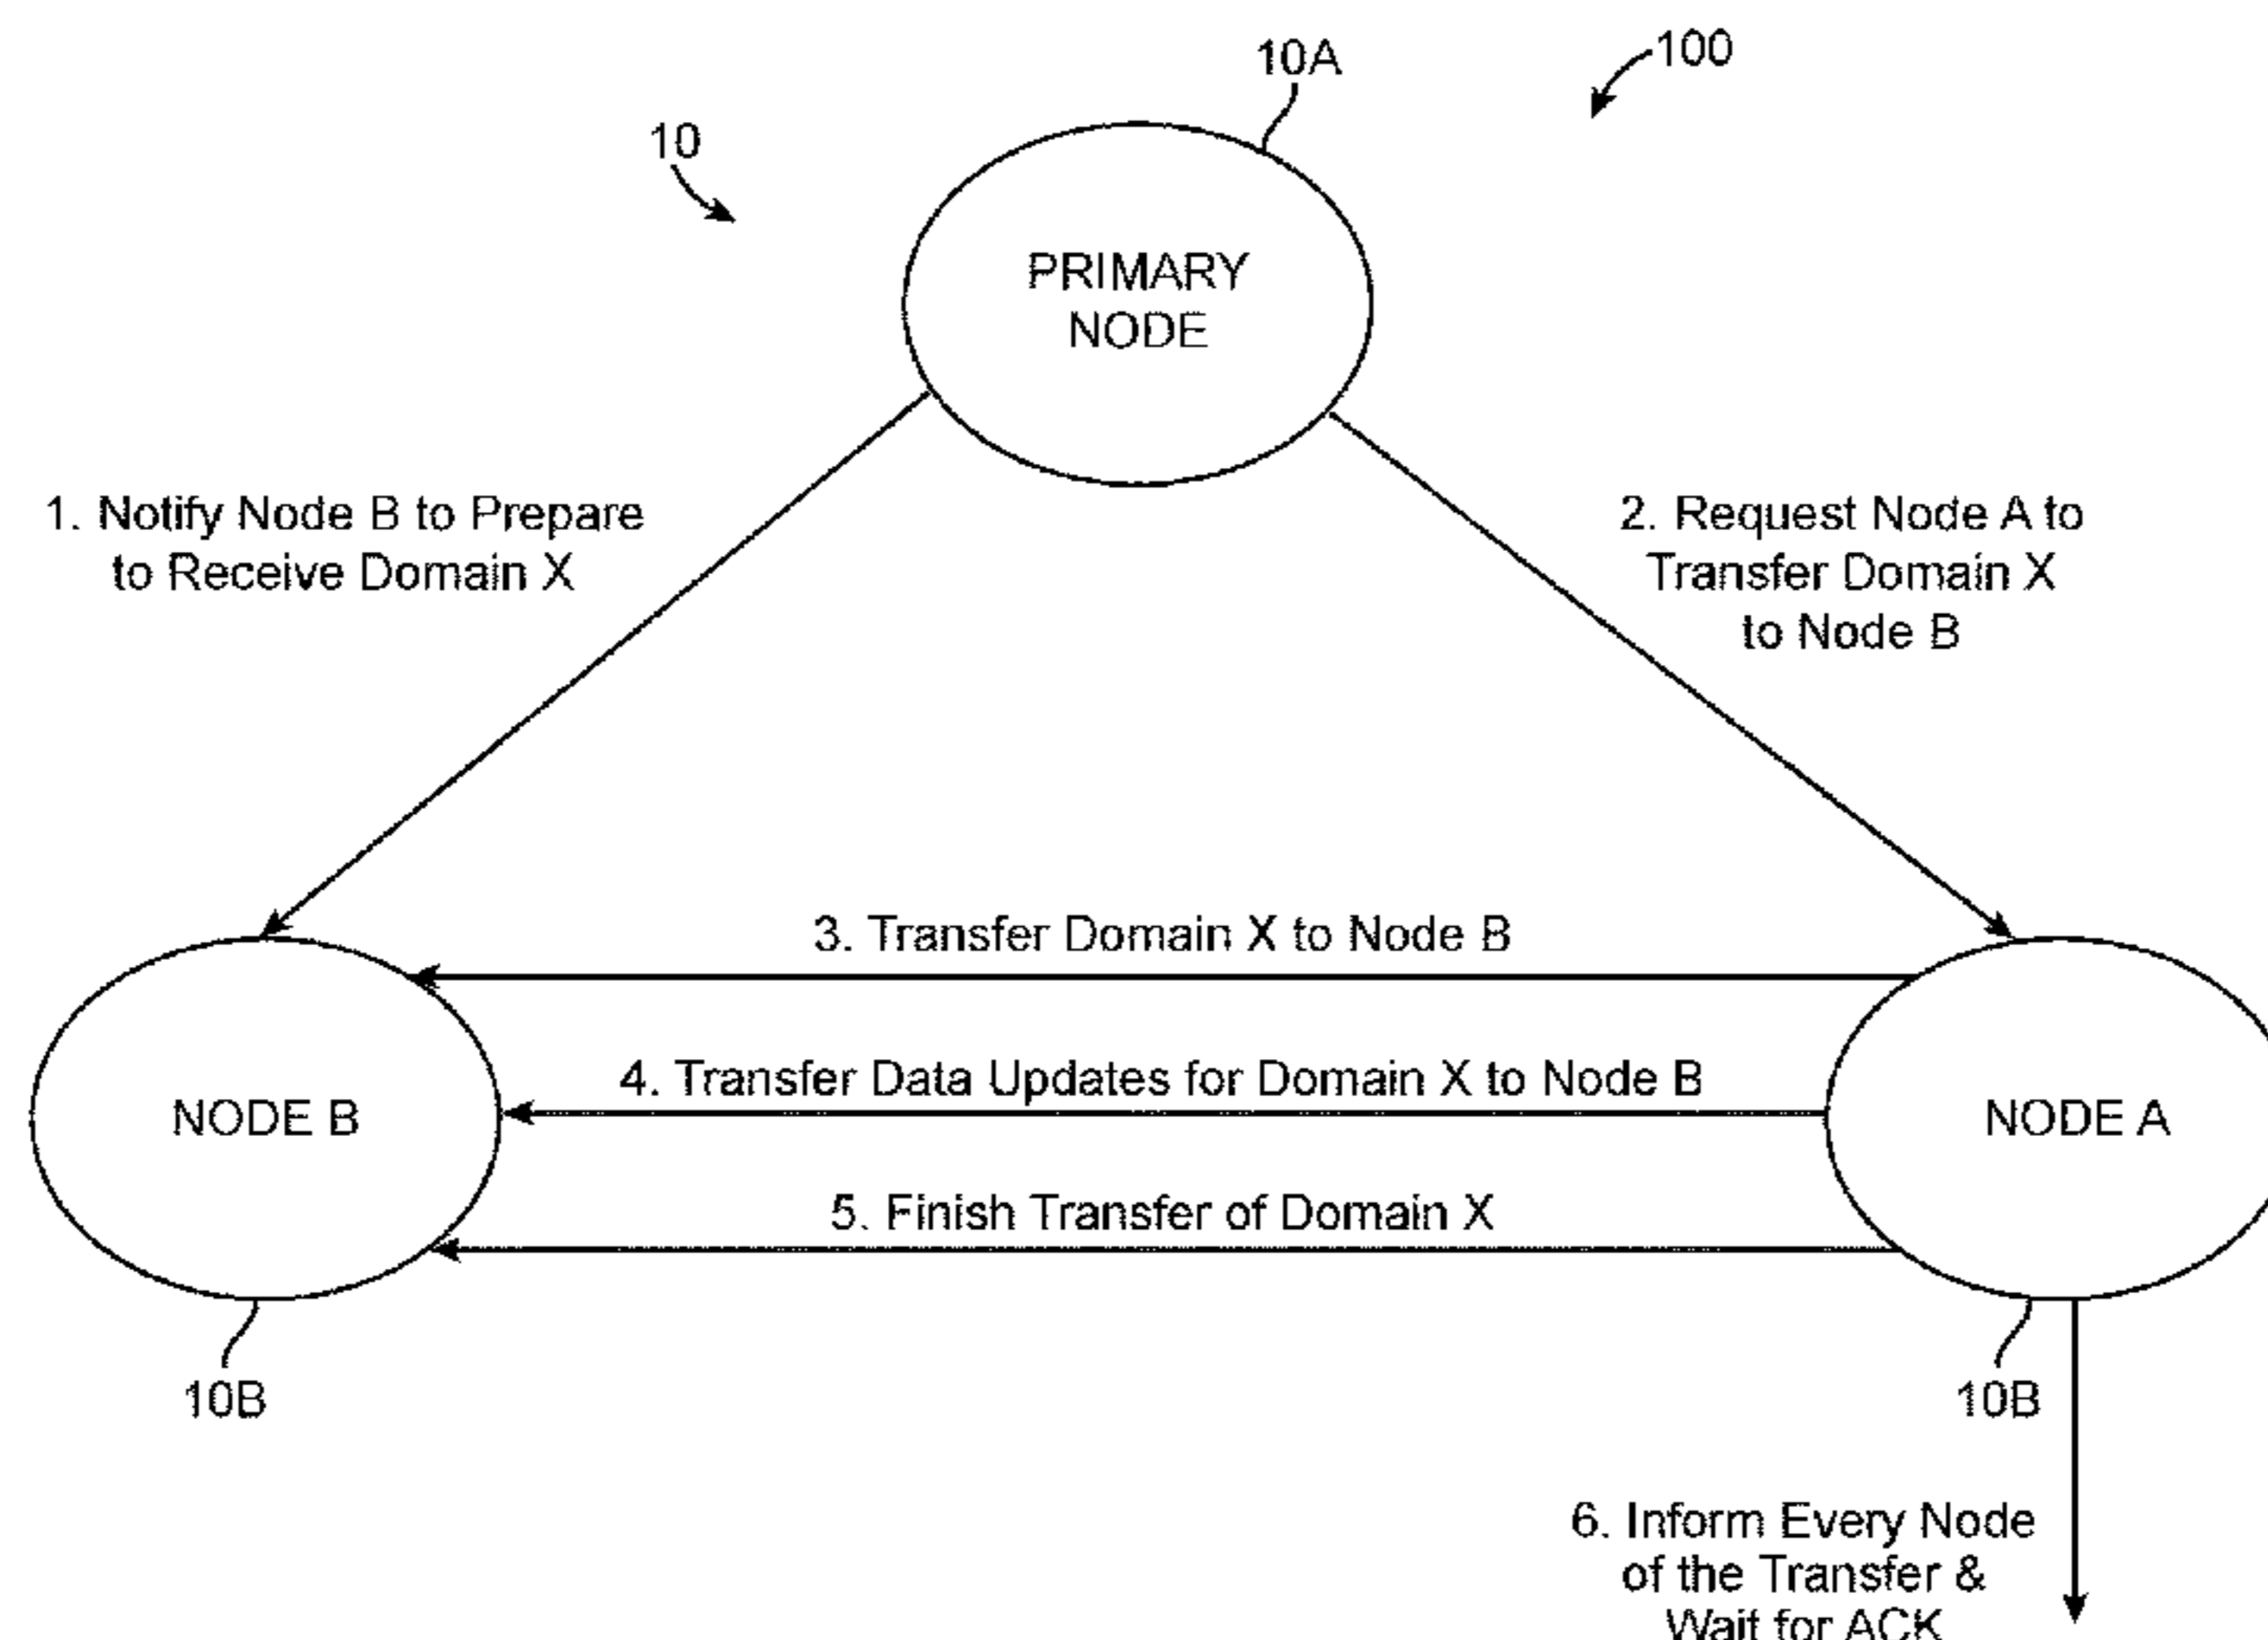 10A
100
10
PRIMARY
NODE
1. Notify Node B to Prepare
to Receive Domain X
2. Request Node A to
Transfer Domain X
to Node B
3. Transfer Domain X to Node B
4. Transfer Data Updates for Domain X to Node B
NODE B
NODE A
5. Finish Transfer of Domain X
10B
10B
6. Inform Every Node
of the Transfer &
Wait for ACK